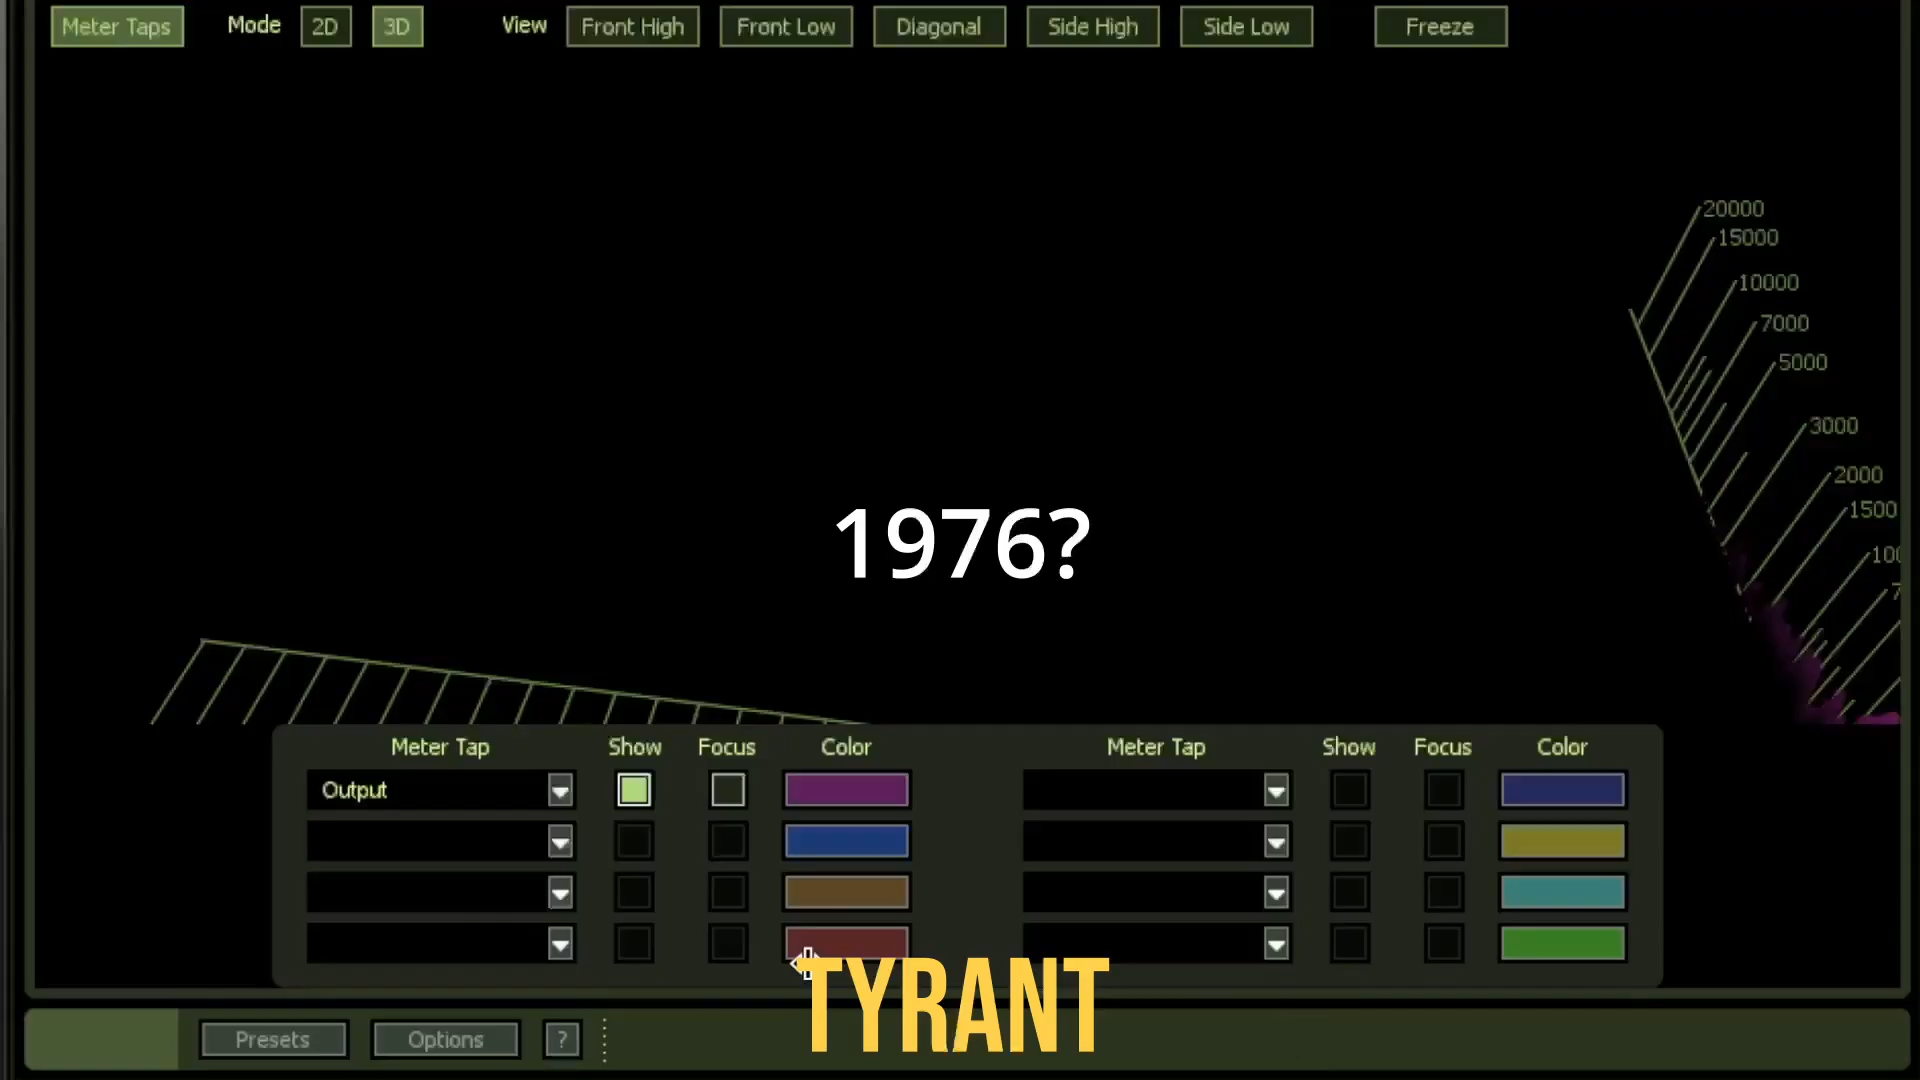 Meter Taps Mode 2D 3D View Front High Front Low Diagonal Side High Side Low Freeze
20000
15000
10000
7000
5000
3000
2000
1500
1976?
Meter Tap Show Focus Color Meter Tap Show Focus Color
Output
TYRANT
Presets Options ?